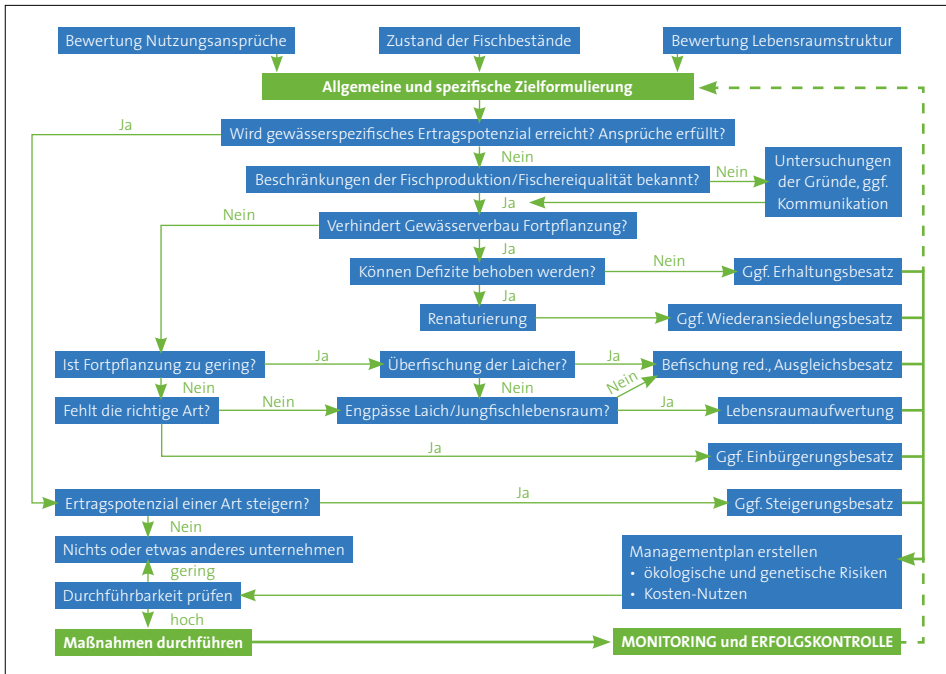 Bewertung Nutzungsansprüche
Zustand der Fischbestände
Bewertung Lebensraumstruktur
Allgemeine und spezifische Zielformulierung
Ja
Wird gewässerspezifisches Ertragspotenzial erreicht? Ansprüche erfüllt?
Nein
Beschränkungen der Fischproduktion/Fischereiqualität bekannt?
Nein
Untersuchungen
der Gründe, ggf.
Kommunikation
Ja
Nein
Verhindert Gewässerverbau Fortpflanzung?
Ja
Können Defizite behoben werden?
Nein
Ggf. Erhaltungsbesatz
Ja
Renaturierung
Ggf. Wiederansiedelungsbesatz
Ist Fortpflanzung zu gering?
Ja
Überfischung der Laicher?
Ja
Befischung red., Ausgleichsbesatz
Nein
Nein
Nein
Fehlt die richtige Art?
Nein
Engpässe Laich/Jungfischlebensraum?
Ja
Lebensraumaufwertung
Ja
Ggf. Einbürgerungsbesatz
Ertragspotenzial einer Art steigern?
Ja
Ggf. Steigerungsbesatz
Nein
Nichts oder etwas anderes unternehmen
Managementplan erstellen
• ökologische und genetische Risiken
• Kosten-Nutzen
gering
Durchführbarkeit prüfen
hoch
Maßnahmen durchführen
MONITORING und ERFOLGSKONTROLLE